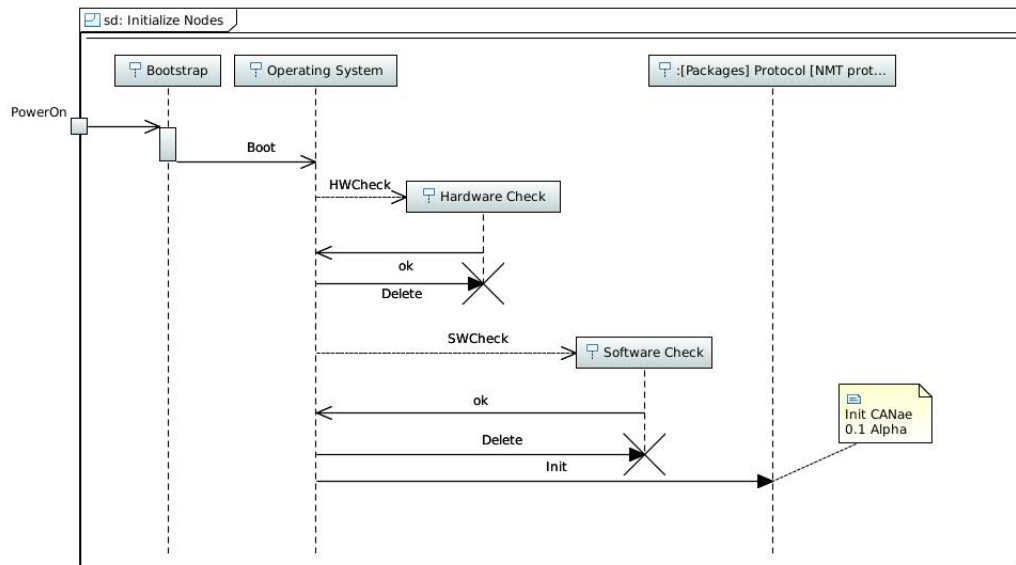 sd: Initialize Nodes
Bootstrap
Operating System
:[Packages] Protocol [NMT prot...
PowerOn
Boot
HWCheck
Hardware Check
ok
Delete
SWCheck
Software Check
ok
Init CANae
0.1 Alpha
Delete
Init